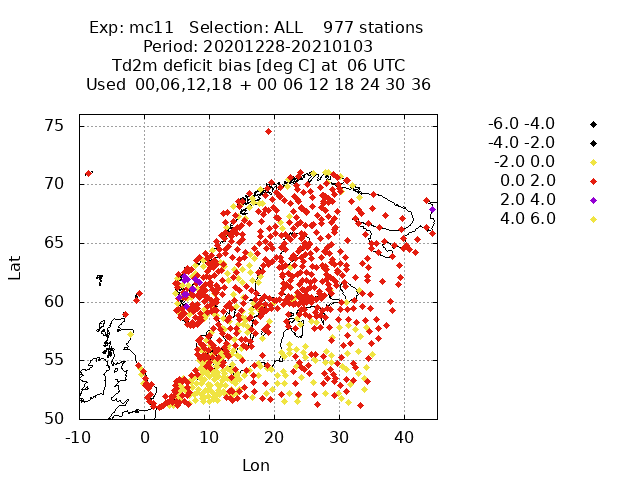 Exp: mc11 Selection: ALL 977 stations
Period: 20201228-20210103
Td2m deficit bias [deg C] at 06 UTC
Used 00,06,12,18 + 00 06 12 18 24 30 36
-6.0 -4.0
-4.0 -2.0
-2.0 0.0
0.0 2.0
2.0 4.0
4.0 6.0
75
70
65
60
55
50
Lat
-10 0 10 20 30 40
Lon